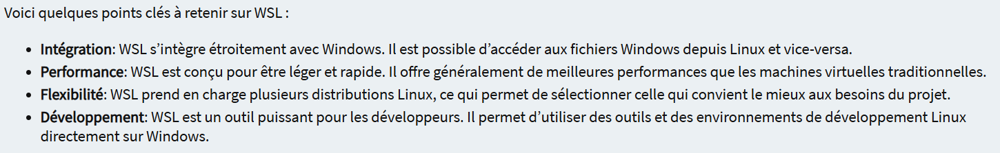 Voici quelques points clés à retenir sur WSL :
• Intégration: WSL s’intègre étroitement avec Windows. Il est possible d’accéder aux fichiers Windows depuis Linux et vice-versa.
• Performance: WSL est conçu pour être léger et rapide. Il offre généralement de meilleures performances que les machines virtuelles traditionnelles.
• Flexibilité: WSL prend en charge plusieurs distributions Linux, ce qui permet de sélectionner celle qui convient le mieux aux besoins du projet.
• Développement: WSL est un outil puissant pour les développeurs. Il permet d’utiliser des outils et des environnements de développement Linux
directement sur Windows.